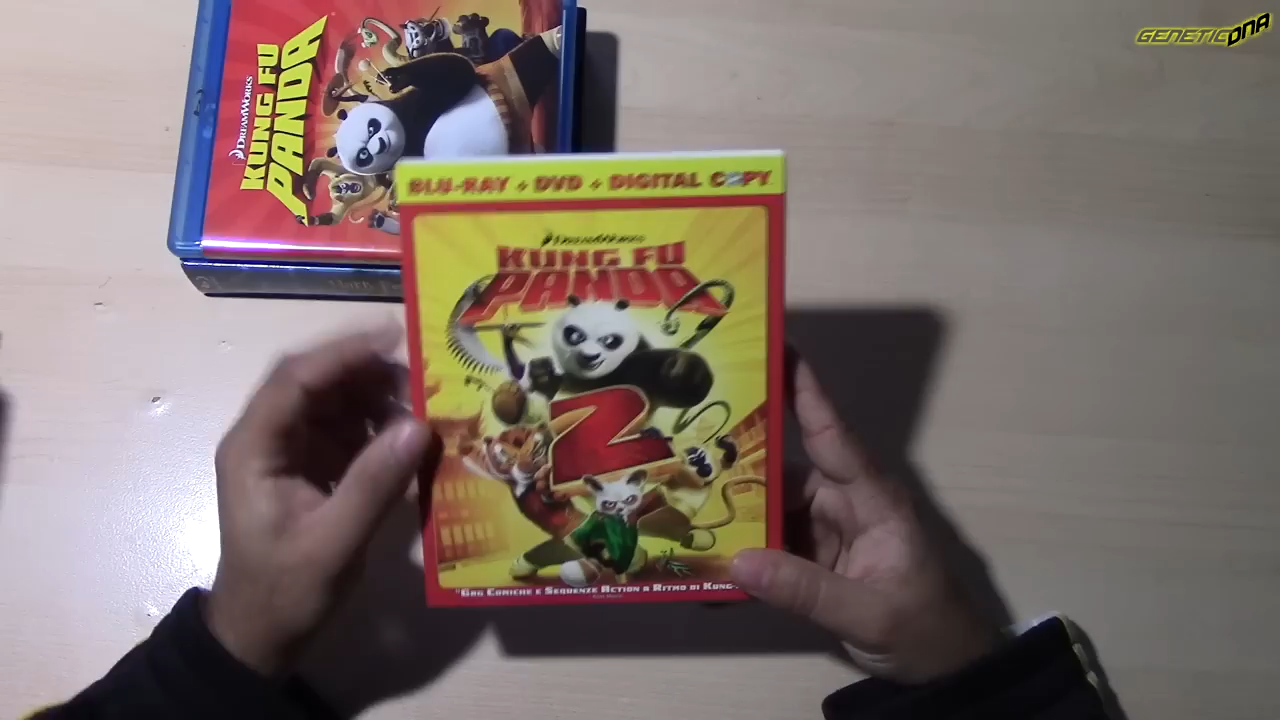 GENETICDNA
DREAMWORKS
KUNG FU
PANDA
BLU-RAY + DVD + DIGITAL COPY
DREAMWORKS
KUNG FU
PANDA
2
"GAG COMICHE E SEQUENZE ACTION A RITMO DI KUNG